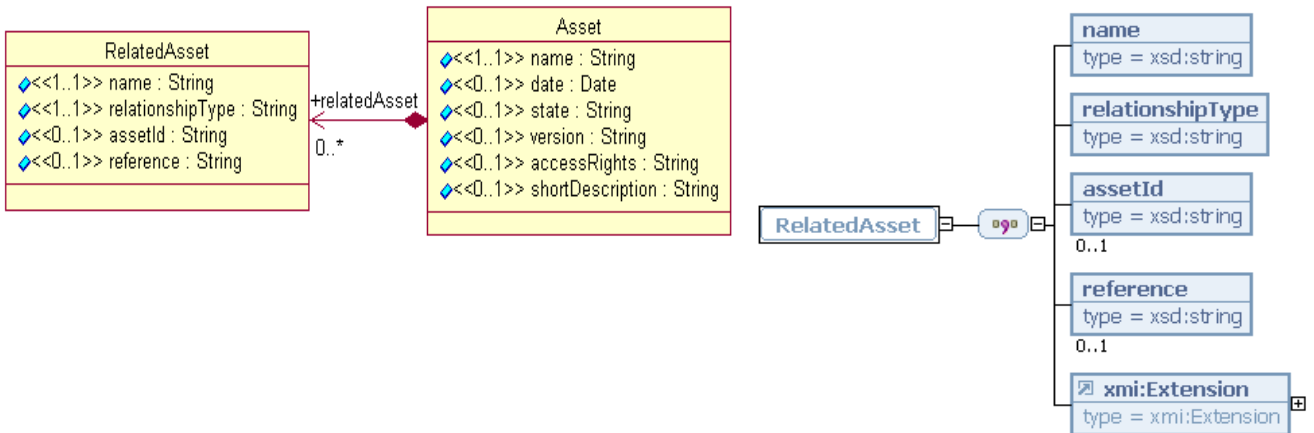 RelatedAsset
<<1..1>> name : String
<<1..1>> relationshipType : String
<<0..1>> assetId : String
<<0..1>> reference : String
+relatedAsset
0..*
Asset
<<1..1>> name : String
<<0..1>> date : Date
<<0..1>> state : String
<<0..1>> version : String
<<0..1>> accessRights : String
<<0..1>> shortDescription : String
RelatedAsset
name
type = xsd:string
relationshipType
type = xsd:string
assetId
type = xsd:string
0..1
reference
type = xsd:string
0..1
xmi:Extension
type = xmi:Extension